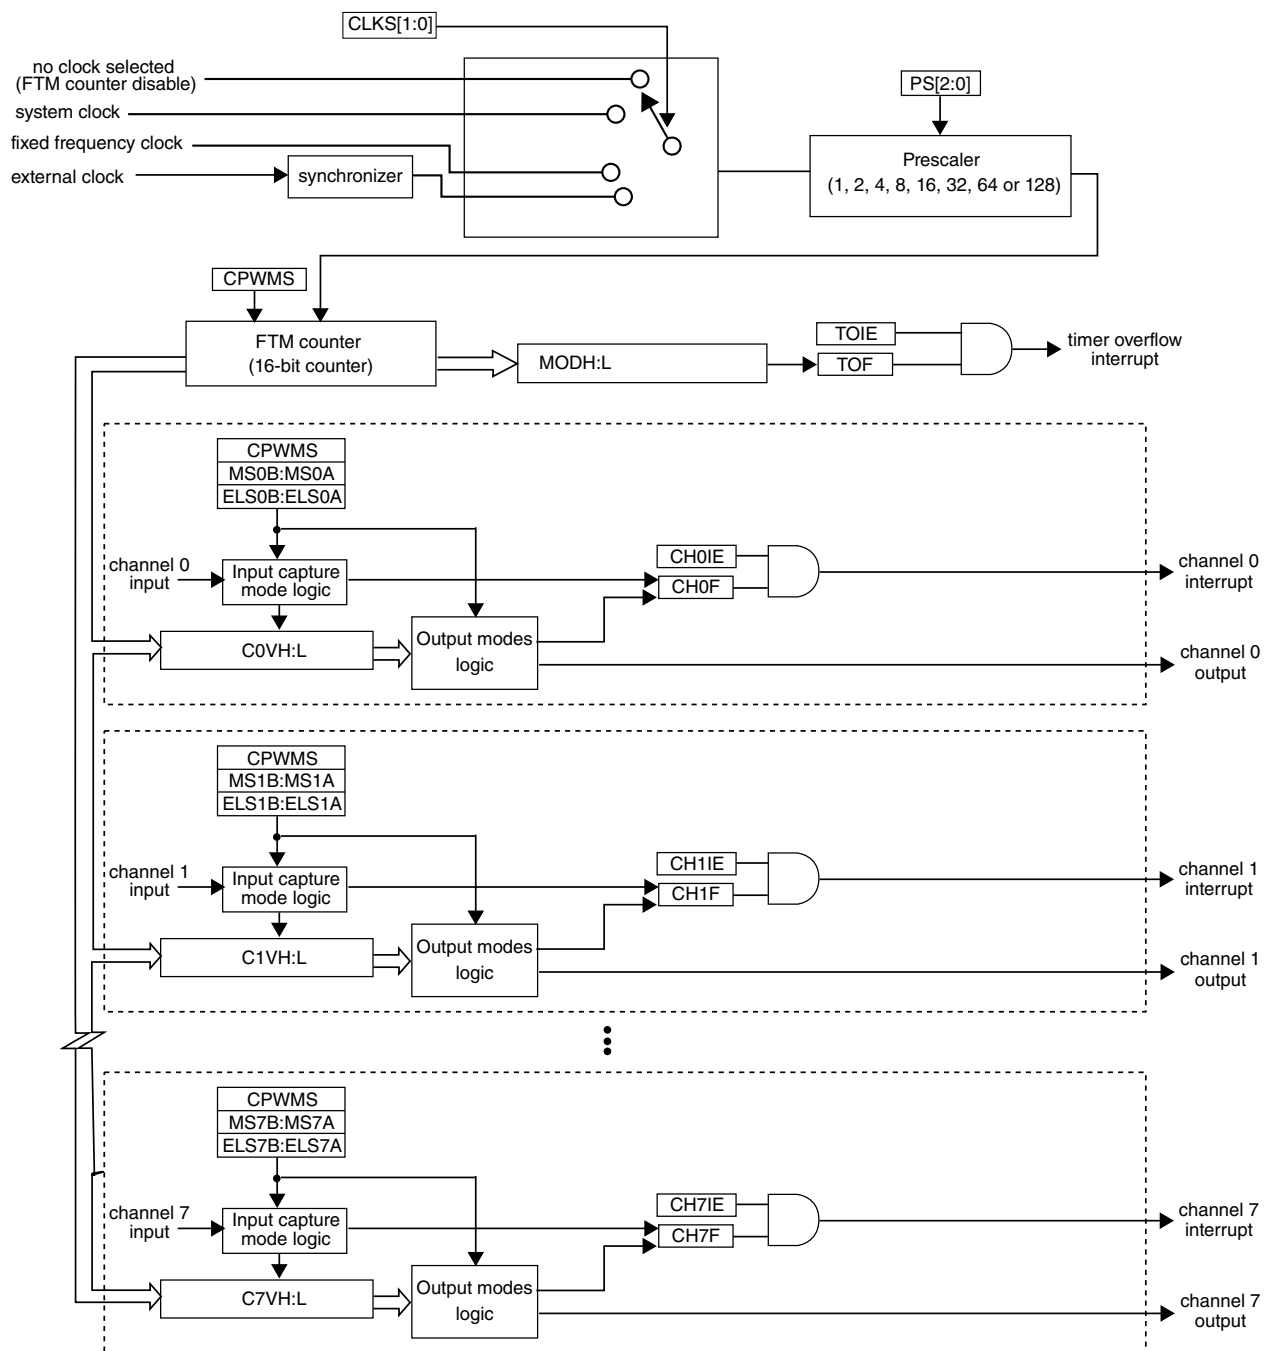 CLKS[1:0]
no clock selected
(FTM counter disable)
system clock
fixed frequency clock
external clock
synchronizer
PS[2:0]
Prescaler
(1, 2, 4, 8, 16, 32, 64 or 128)
CPWMS
FTM counter
(16-bit counter)
MODH:L
TOIE
TOF
timer overflow
interrupt
CPWMS
MS0B:MS0A
ELS0B:ELS0A
channel 0
input
Input capture
mode logic
C0VH:L
Output modes
logic
CH0IE
CH0F
channel 0
interrupt
channel 0
output
CPWMS
MS1B:MS1A
ELS1B:ELS1A
channel 1
input
Input capture
mode logic
C1VH:L
Output modes
logic
CH1IE
CH1F
channel 1
interrupt
channel 1
output
CPWMS
MS7B:MS7A
ELS7B:ELS7A
channel 7
input
Input capture
mode logic
C7VH:L
Output modes
logic
CH7IE
CH7F
channel 7
interrupt
channel 7
output